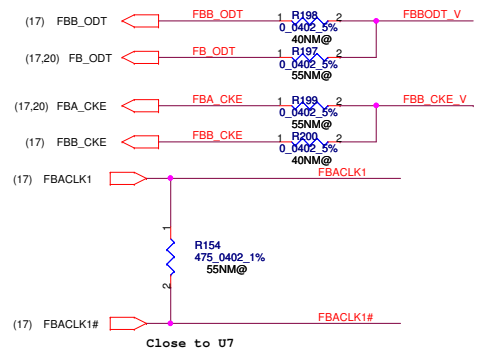 (17) FBB_ODT FBB_ODT 1 R198 2 FBBODT_V
0_0402_5%
40NM@
(17,20) FB_ODT FB_ODT 1 R197 2
0_0402_5%
55NM@
(17,20) FBA_CKE FBA_CKE 1 R199 2 FBB_CKE_V
0_0402_5%
55NM@
(17) FBB_CKE FBB_CKE 1 R200 2
0_0402_5%
40NM@
(17) FBACLK1 FBACLK1
1
R154
475_0402_1%
55NM@
2
(17) FBACLK1# FBACLK1#
Close to U7